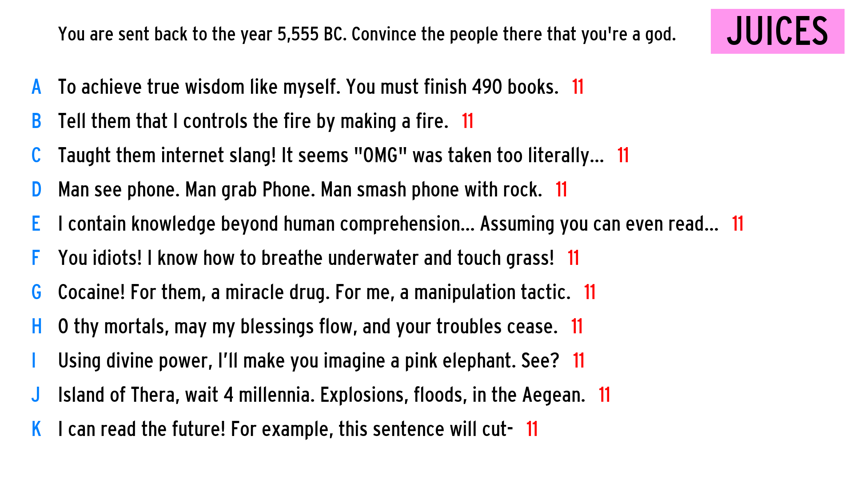 You are sent back to the year 5,555 BC. Convince the people there that you're a god.
JUICES
A To achieve true wisdom like myself. You must finish 490 books. 11
B Tell them that I controls the fire by making a fire. 11
C Taught them internet slang! It seems "OMG" was taken too literally... 11
D Man see phone. Man grab Phone. Man smash phone with rock. 11
E I contain knowledge beyond human comprehension... Assuming you can even read... 11
F You idiots! I know how to breathe underwater and touch grass! 11
G Cocaine! For them, a miracle drug. For me, a manipulation tactic. 11
H O thy mortals, may my blessings flow, and your troubles cease. 11
I Using divine power, I'll make you imagine a pink elephant. See? 11
J Island of Thera, wait 4 millennia. Explosions, floods, in the Aegean. 11
K I can read the future! For example, this sentence will cut- 11